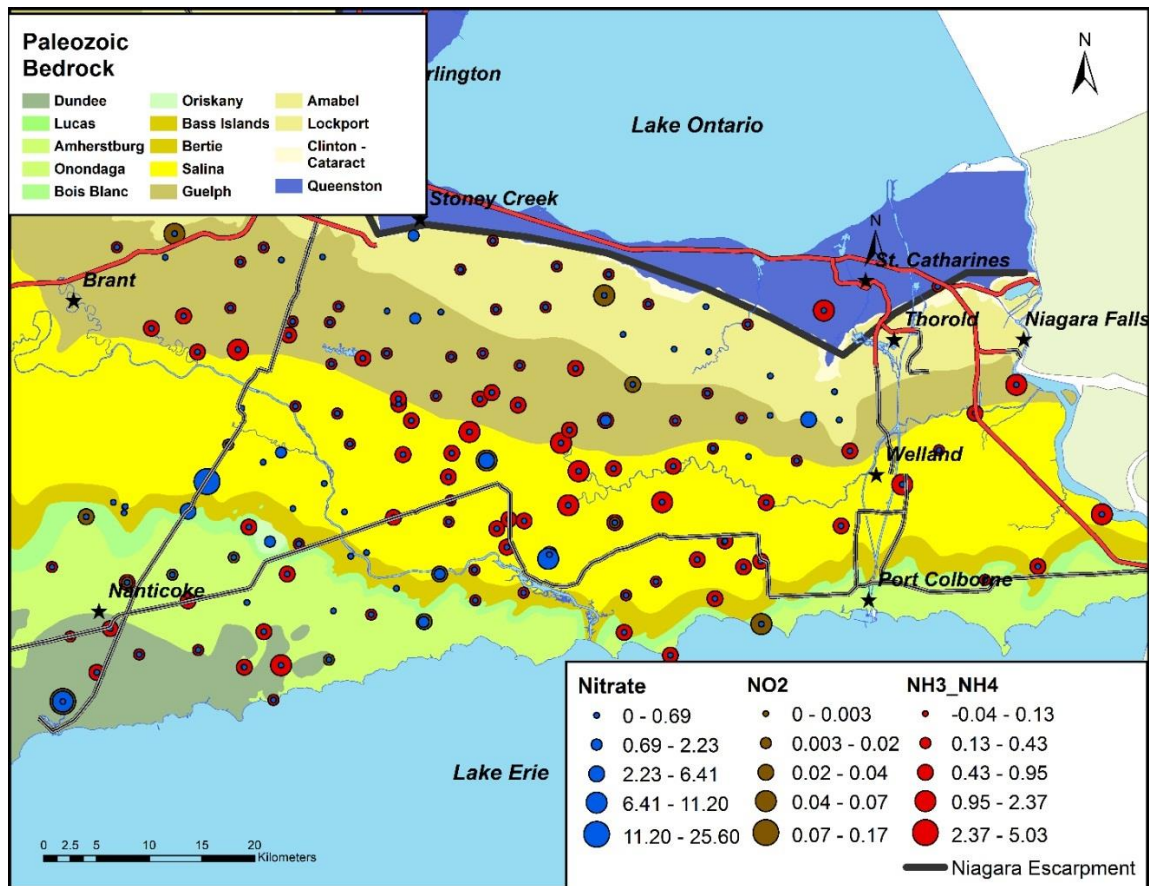 Paleozoic
Bedrock
Dundee
Lucas
Amherstburg
Onondaga
Bois Blanc
Oriskany
Bass Islands
Bertie
Salina
Guelph
Amabel
Lockport
Clinton -
Cataract
Queenston
rlington
Lake Ontario
N
Stoney Creek
N
St. Catharines
Brant
Thorold
Niagara Falls
Welland
Port Colborne
Nanticoke
Lake Erie
0 2.5 5 10 15 20
Kilometers
Nitrate
0 - 0.69
0.69 - 2.23
2.23 - 6.41
6.41 - 11.20
11.20 - 25.60
NO2
0 - 0.003
0.003 - 0.02
0.02 - 0.04
0.04 - 0.07
0.07 - 0.17
NH3_NH4
-0.04 - 0.13
0.13 - 0.43
0.43 - 0.95
0.95 - 2.37
2.37 - 5.03
Niagara Escarpment